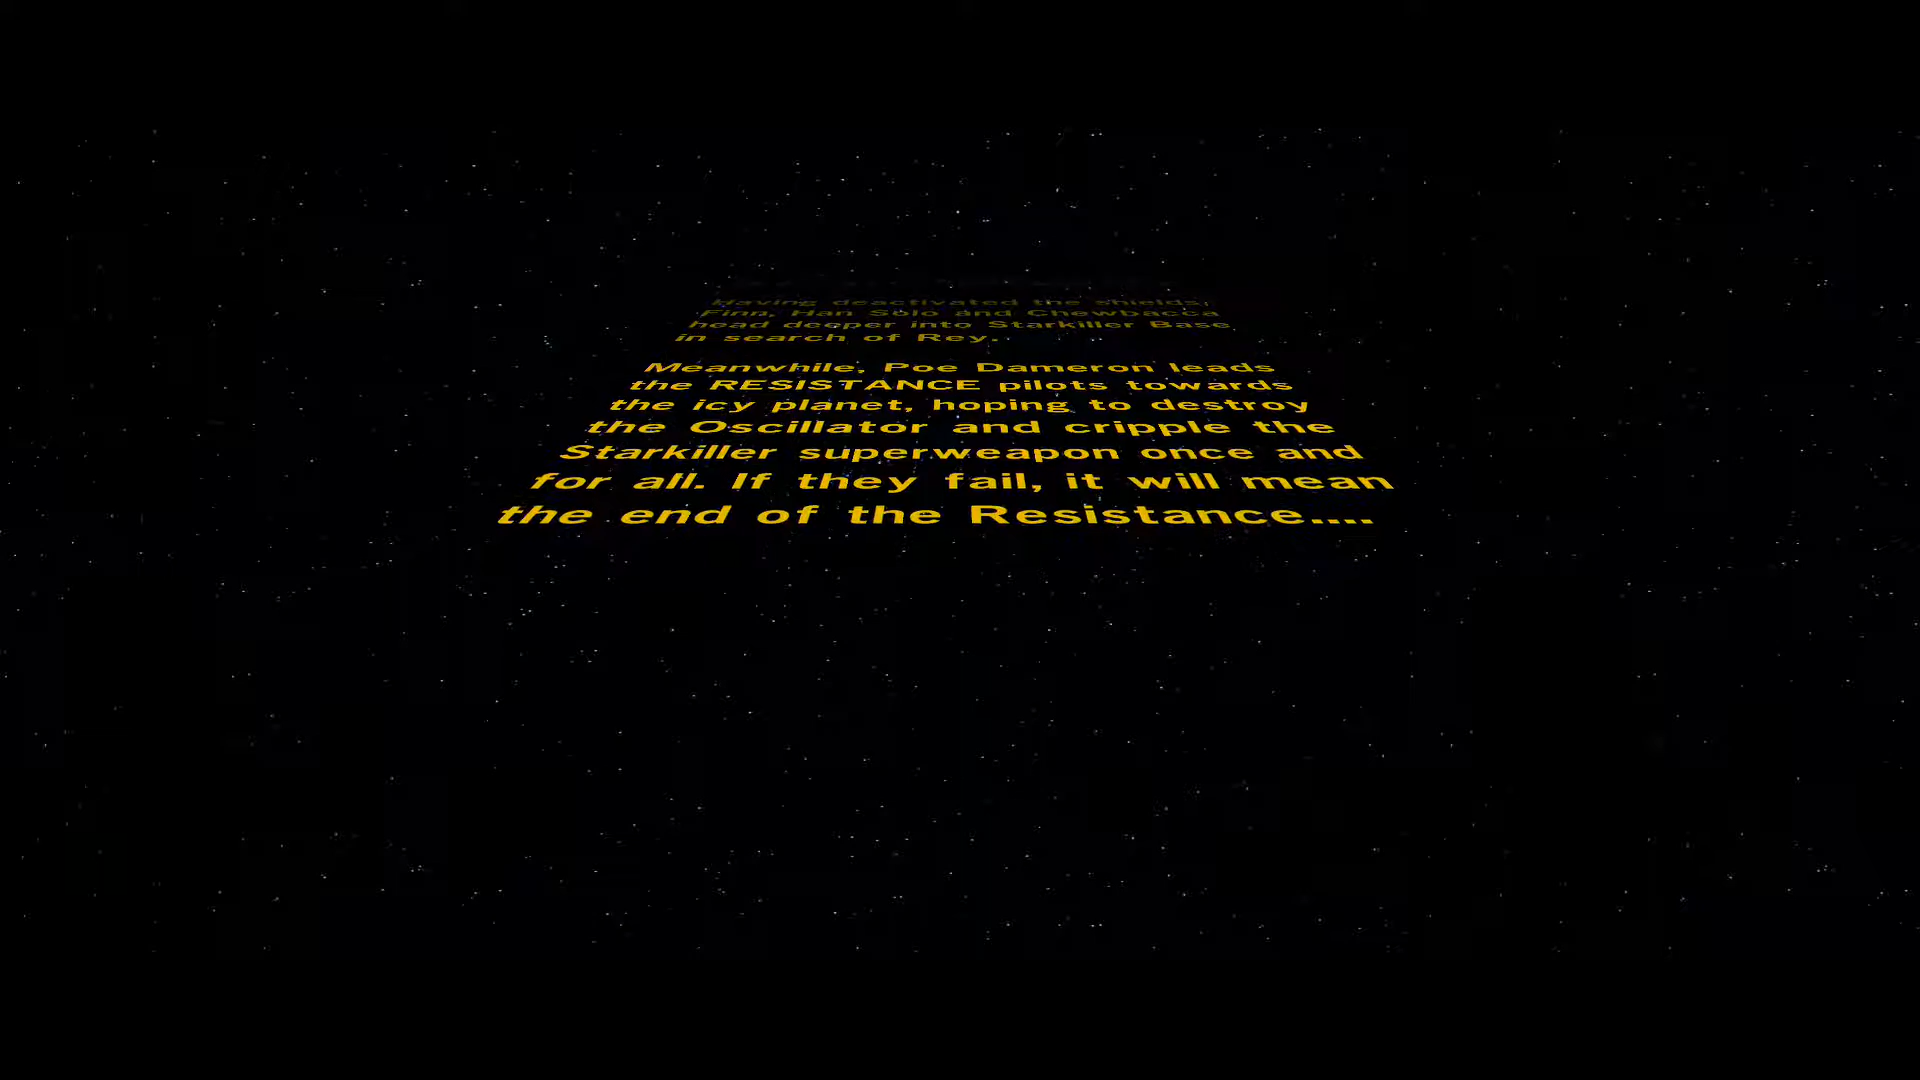 Having deactivated the shields,
Finn, Han Solo and Chewbacca
head deeper into Starkiller Base
in search of Rey.
Meanwhile, Poe Dameron leads
the RESISTANCE pilots towards
the icy planet, hoping to destroy
the Oscillator and cripple the
Starkiller superweapon once and
for all. If they fail, it will mean
the end of the Resistance....